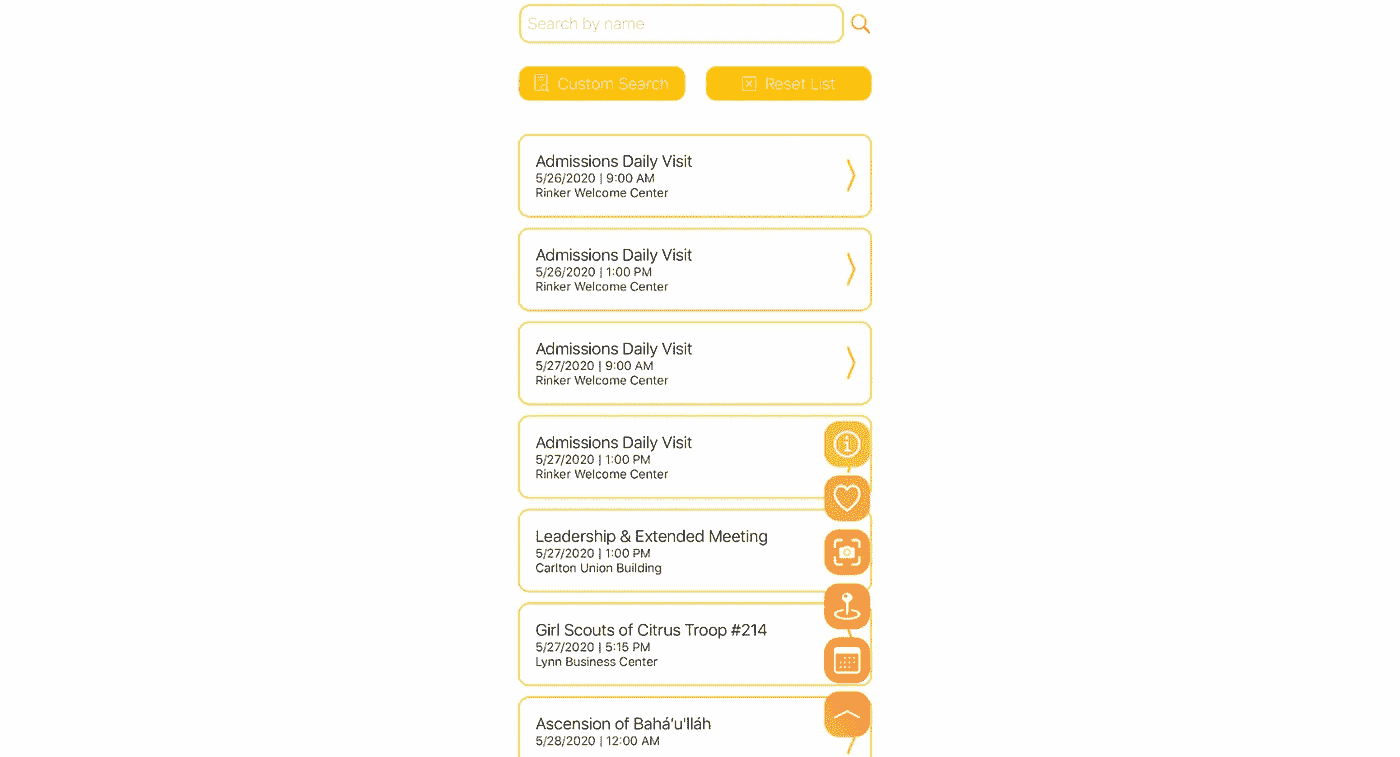 Search by name
Custom Search
Reset List
Admissions Daily Visit
5/26/2020 | 9:00 AM
Rinker Welcome Center
Admissions Daily Visit
5/26/2020 | 1:00 PM
Rinker Welcome Center
Admissions Daily Visit
5/27/2020 | 9:00 AM
Rinker Welcome Center
Admissions Daily Visit
5/27/2020 | 1:00 PM
Rinker Welcome Center
Leadership & Extended Meeting
5/27/2020 | 1:00 PM
Carlton Union Building
Girl Scouts of Citrus Troop #214
5/27/2020 | 5:15 PM
Lynn Business Center
Ascension of Bahá'u'lláh
5/28/2020 | 12:00 AM